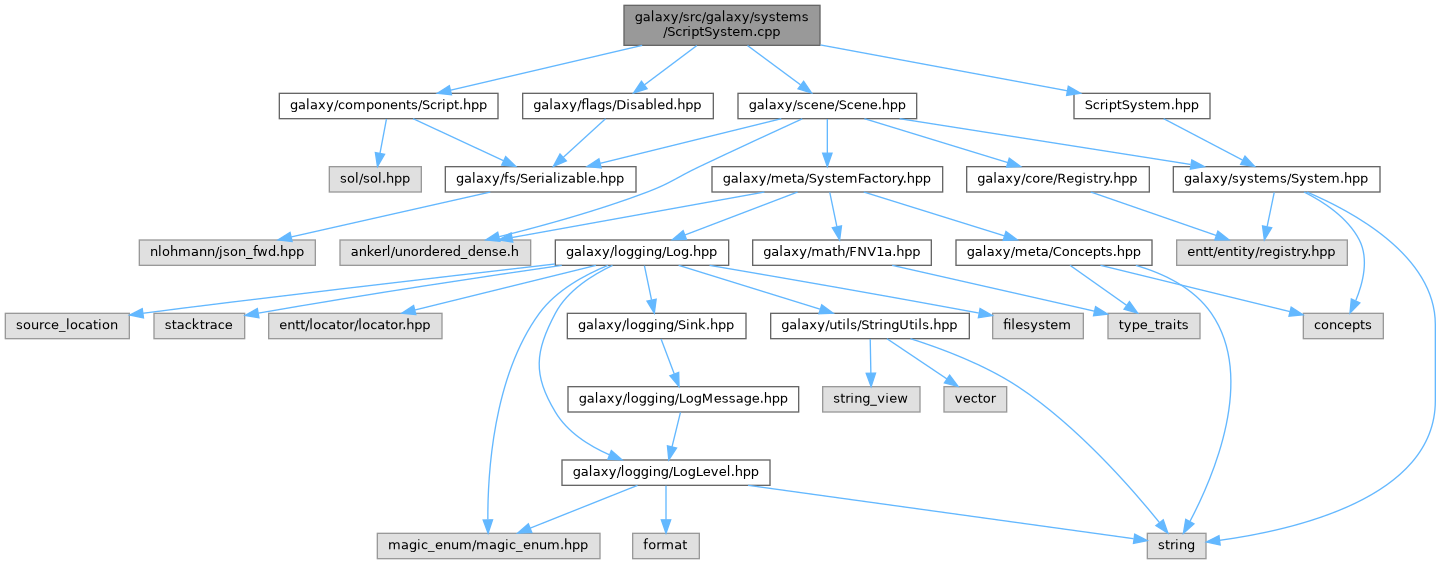 galaxy/src/galaxy/systems
/ScriptSystem.cpp
galaxy/components/Script.hpp
galaxy/flags/Disabled.hpp
galaxy/scene/Scene.hpp
ScriptSystem.hpp
sol/sol.hpp
galaxy/fs/Serializable.hpp
galaxy/meta/SystemFactory.hpp
galaxy/core/Registry.hpp
galaxy/systems/System.hpp
nlohmann/json_fwd.hpp
ankerl/unordered_dense.h
galaxy/logging/Log.hpp
galaxy/math/FNV1a.hpp
galaxy/meta/Concepts.hpp
entt/entity/registry.hpp
source_location
stacktrace
entt/locator/locator.hpp
galaxy/logging/Sink.hpp
galaxy/utils/StringUtils.hpp
filesystem
type_traits
concepts
galaxy/logging/LogMessage.hpp
string_view
vector
galaxy/logging/LogLevel.hpp
magic_enum/magic_enum.hpp
format
string